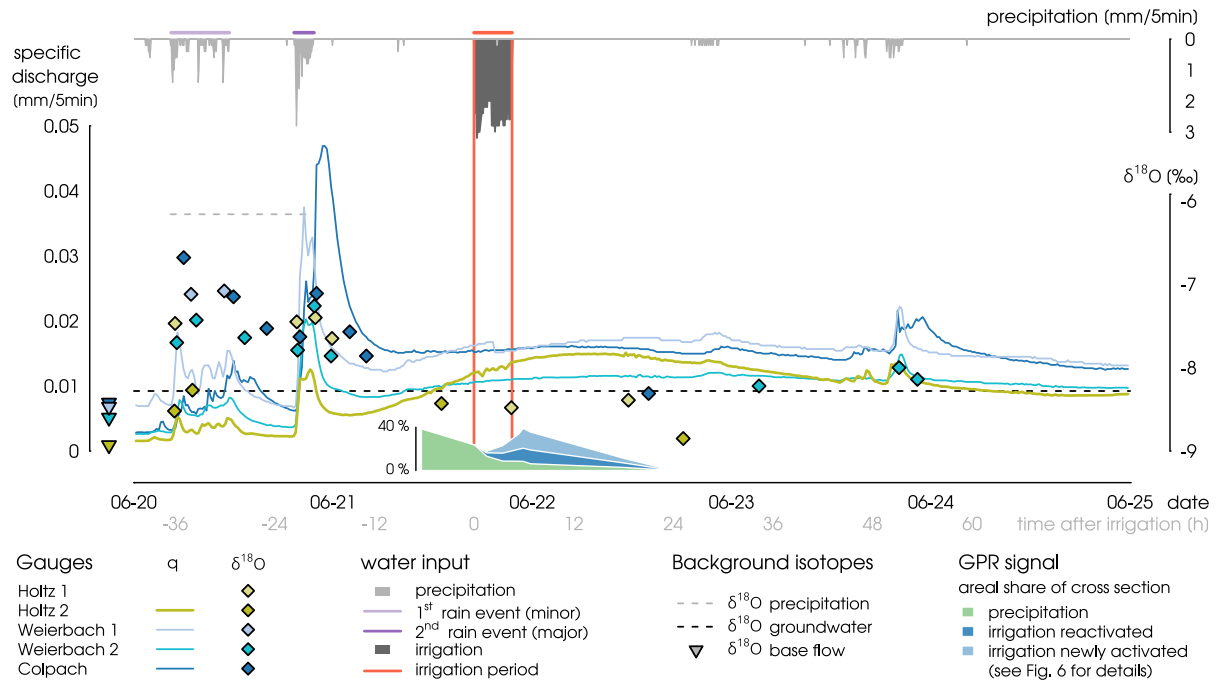 precipitation [mm/5min]
specific
discharge
[mm/5min]
0
1
2
3
0.05
0.04
0.03
0.02
0.01
0
δ¹⁸O [‰]
-6
-7
-8
-9
40 %
0 %
06-20 06-21 06-22 06-23 06-24 06-25 date
-36 -24 -12 0 12 24 36 48 60 time after irrigation [h]
Gauges q δ¹⁸O
Holtz 1
Holtz 2
Weierbach 1
Weierbach 2
Colpach
water input
precipitation
1ˢᵗ rain event (minor)
2ⁿᵈ rain event (major)
irrigation
irrigation period
Background isotopes
δ¹⁸O precipitation
δ¹⁸O groundwater
δ¹⁸O base flow
GPR signal
areal share of cross section
precipitation
irrigation reactivated
irrigation newly activated
(see Fig. 6 for details)